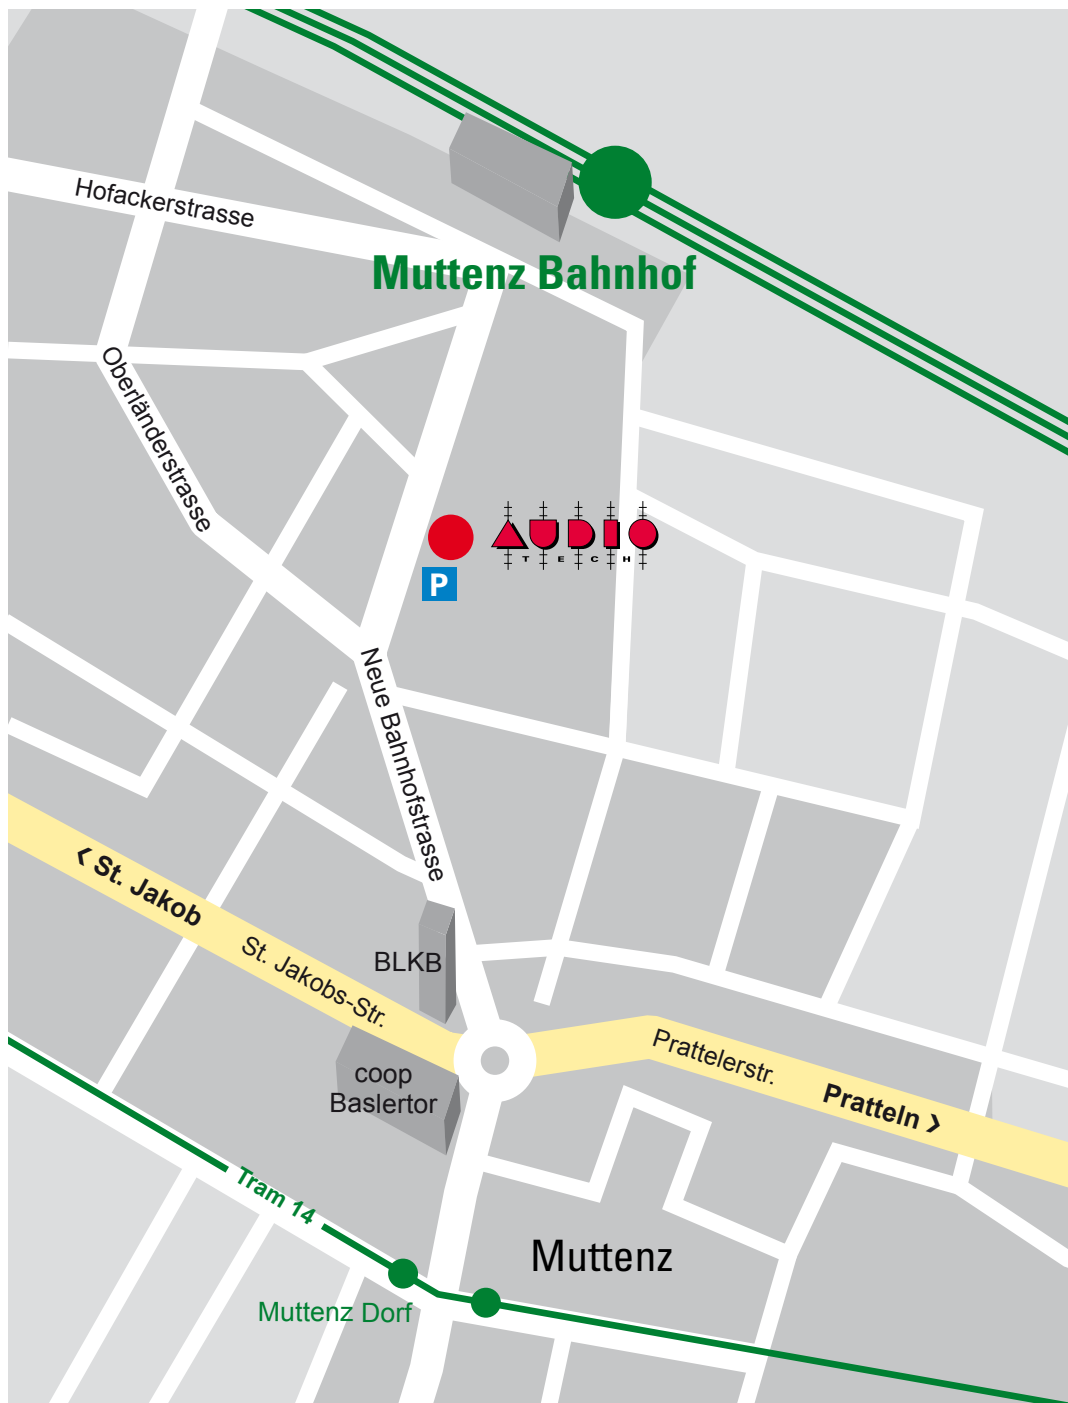 Hofackerstrasse
Muttenz Bahnhof
Oberländerstrasse
AUDIO
TECH
P
Neue Bahnhofstrasse
‹ St. Jakob
St. Jakobs-Str.
BLKB
Prattelerstr.
Pratteln ›
coop
Baslertor
Tram 14
Muttenz
Muttenz Dorf